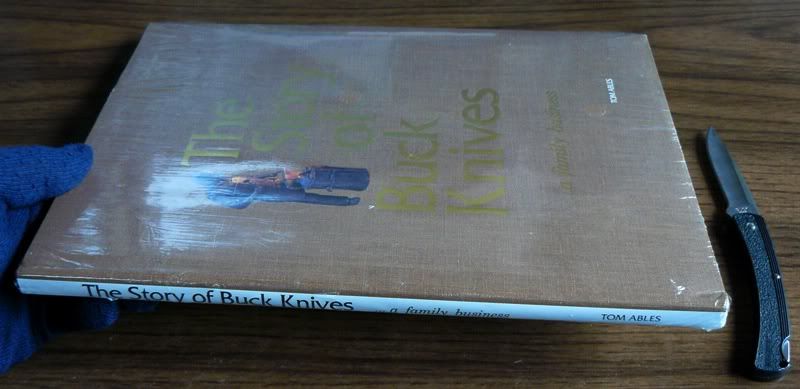 The
Story
of
Buck
Knives
a family business
TOM ABLES
The Story of Buck Knives a family business TOM ABLES